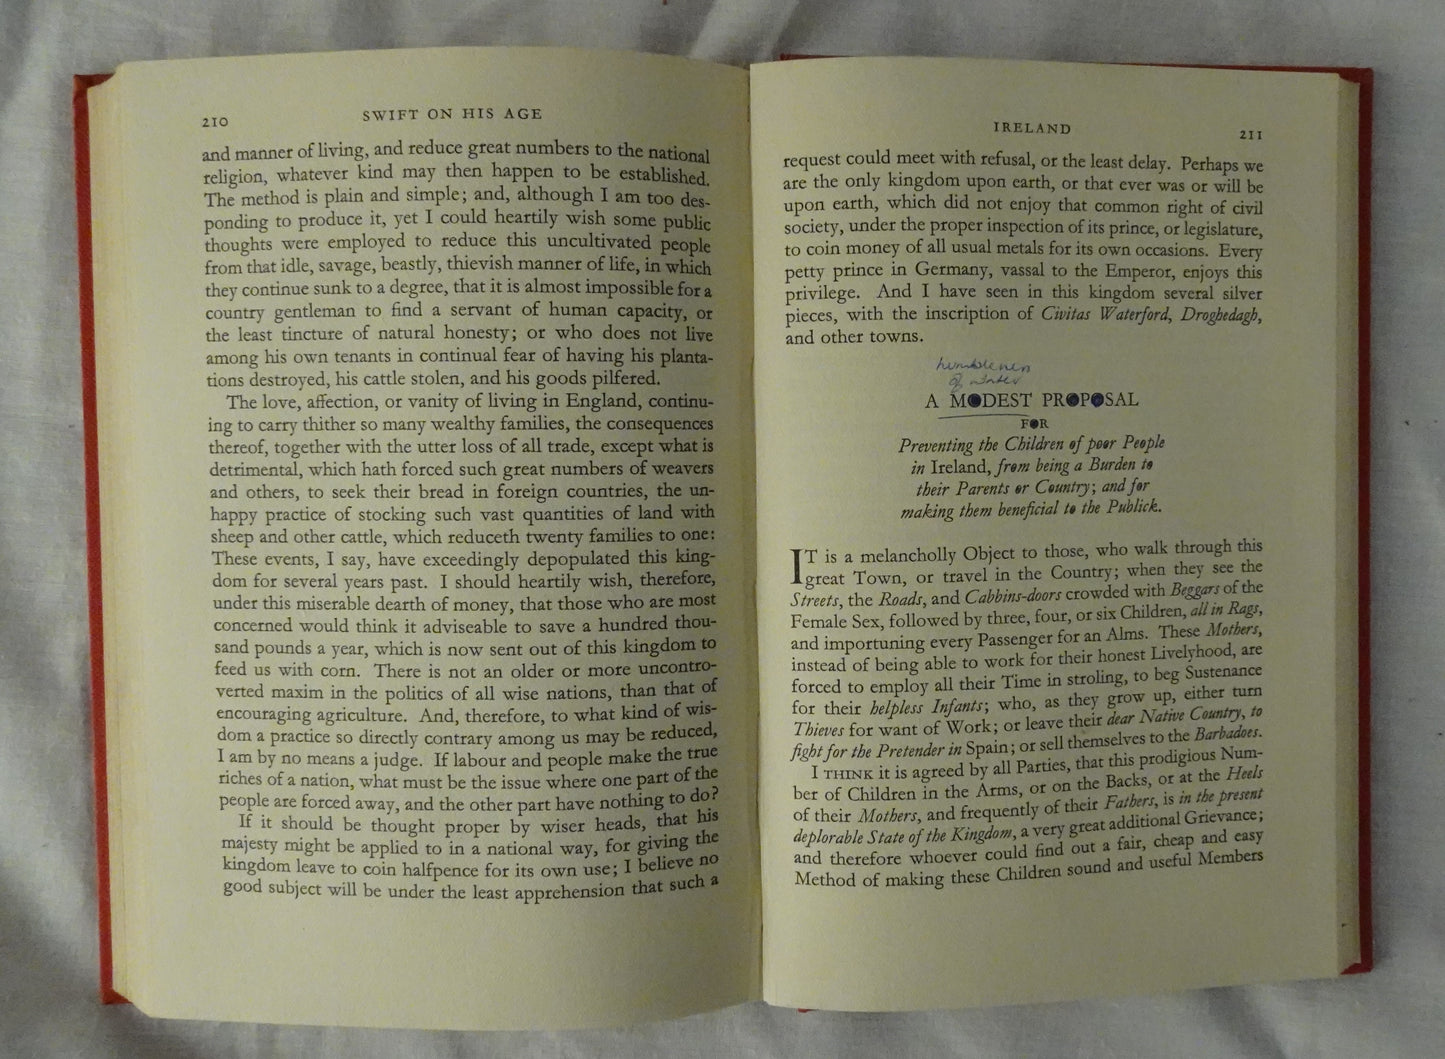 210
SWIFT ON HIS AGE
and manner of living, and reduce great numbers to the national
religion, whatever kind may then happen to be established.
The method is plain and simple; and, although I am too des-
ponding to produce it, yet I could heartily wish some public
thoughts were employed to reduce this uncultivated people
from that idle, savage, beastly, thievish manner of life, in which
they continue sunk to a degree, that it is almost impossible for a
country gentleman to find a servant of human capacity, or
the least tincture of natural honesty; or who does not live
among his own tenants in continual fear of having his planta-
tions destroyed, his cattle stolen, and his goods pilfered.
The love, affection, or vanity of living in England, continu-
ing to carry thither so many wealthy families, the consequences
thereof, together with the utter loss of all trade, except what is
detrimental, which hath forced such great numbers of weavers
and others, to seek their bread in foreign countries, the un-
happy practice of stocking such vast quantities of land with
sheep and other cattle, which reduceth twenty families to one:
These events, I say, have exceedingly depopulated this king-
dom for several years past. I should heartily wish, therefore,
under this miserable dearth of money, that those who are most
concerned would think it adviseable to save a hundred thou-
sand pounds a year, which is now sent out of this kingdom to
feed us with corn. There is not an older or more uncontro-
verted maxim in the politics of all wise nations, than that of
encouraging agriculture. And, therefore, to what kind of wis-
dom a practice so directly contrary among us may be reduced,
I am by no means a judge. If labour and people make the true
riches of a nation, what must be the issue where one part of the
people are forced away, and the other part have nothing to do?
If it should be thought proper by wiser heads, that his
majesty might be applied to in a national way, for giving the
kingdom leave to coin halfpence for its own use; I believe no
good subject will be under the least apprehension that such a
IRELAND
211
request could meet with refusal, or the least delay. Perhaps we
are the only kingdom upon earth, or that ever was or will be
upon earth, which did not enjoy that common right of civil
society, under the proper inspection of its prince, or legislature,
to coin money of all usual metals for its own occasions. Every
petty prince in Germany, vassal to the Emperor, enjoys this
privilege. And I have seen in this kingdom several silver
pieces, with the inscription of Civitas Waterford, Droghedagh,
and other towns.
of
A MODEST PROPOSAL
FOR
Preventing the Children of poor People
in Ireland, from being a Burden to
their Parents or Country; and for
making them beneficial to the Publick.
IT is a melancholly Object to those, who walk through this
great Town, or travel in the Country; when they see the
Streets, the Roads, and Cabbins-doors crowded with Beggars of the
Female Sex, followed by three, four, or six Children, all in Rags,
and importuning every Passenger for an Alms. These Mothers,
instead of being able to work for their honest Livelyhood, are
forced to employ all their Time in stroling, to beg Sustenance
for their helpless Infants; who, as they grow up, either turn
Thieves for want of Work; or leave their dear Native Country, to
fight for the Pretender in Spain; or sell themselves to the Barbadoes.
I THINK it is agreed by all Parties, that this prodigious Num-
ber of Children in the Arms, or on the Backs, or at the Heels
of their Mothers, and frequently of their Fathers, is in the present
deplorable State of the Kingdom, a very great additional Grievance;
and therefore whoever could find out a fair, cheap and easy
Method of making these Children sound and useful Members